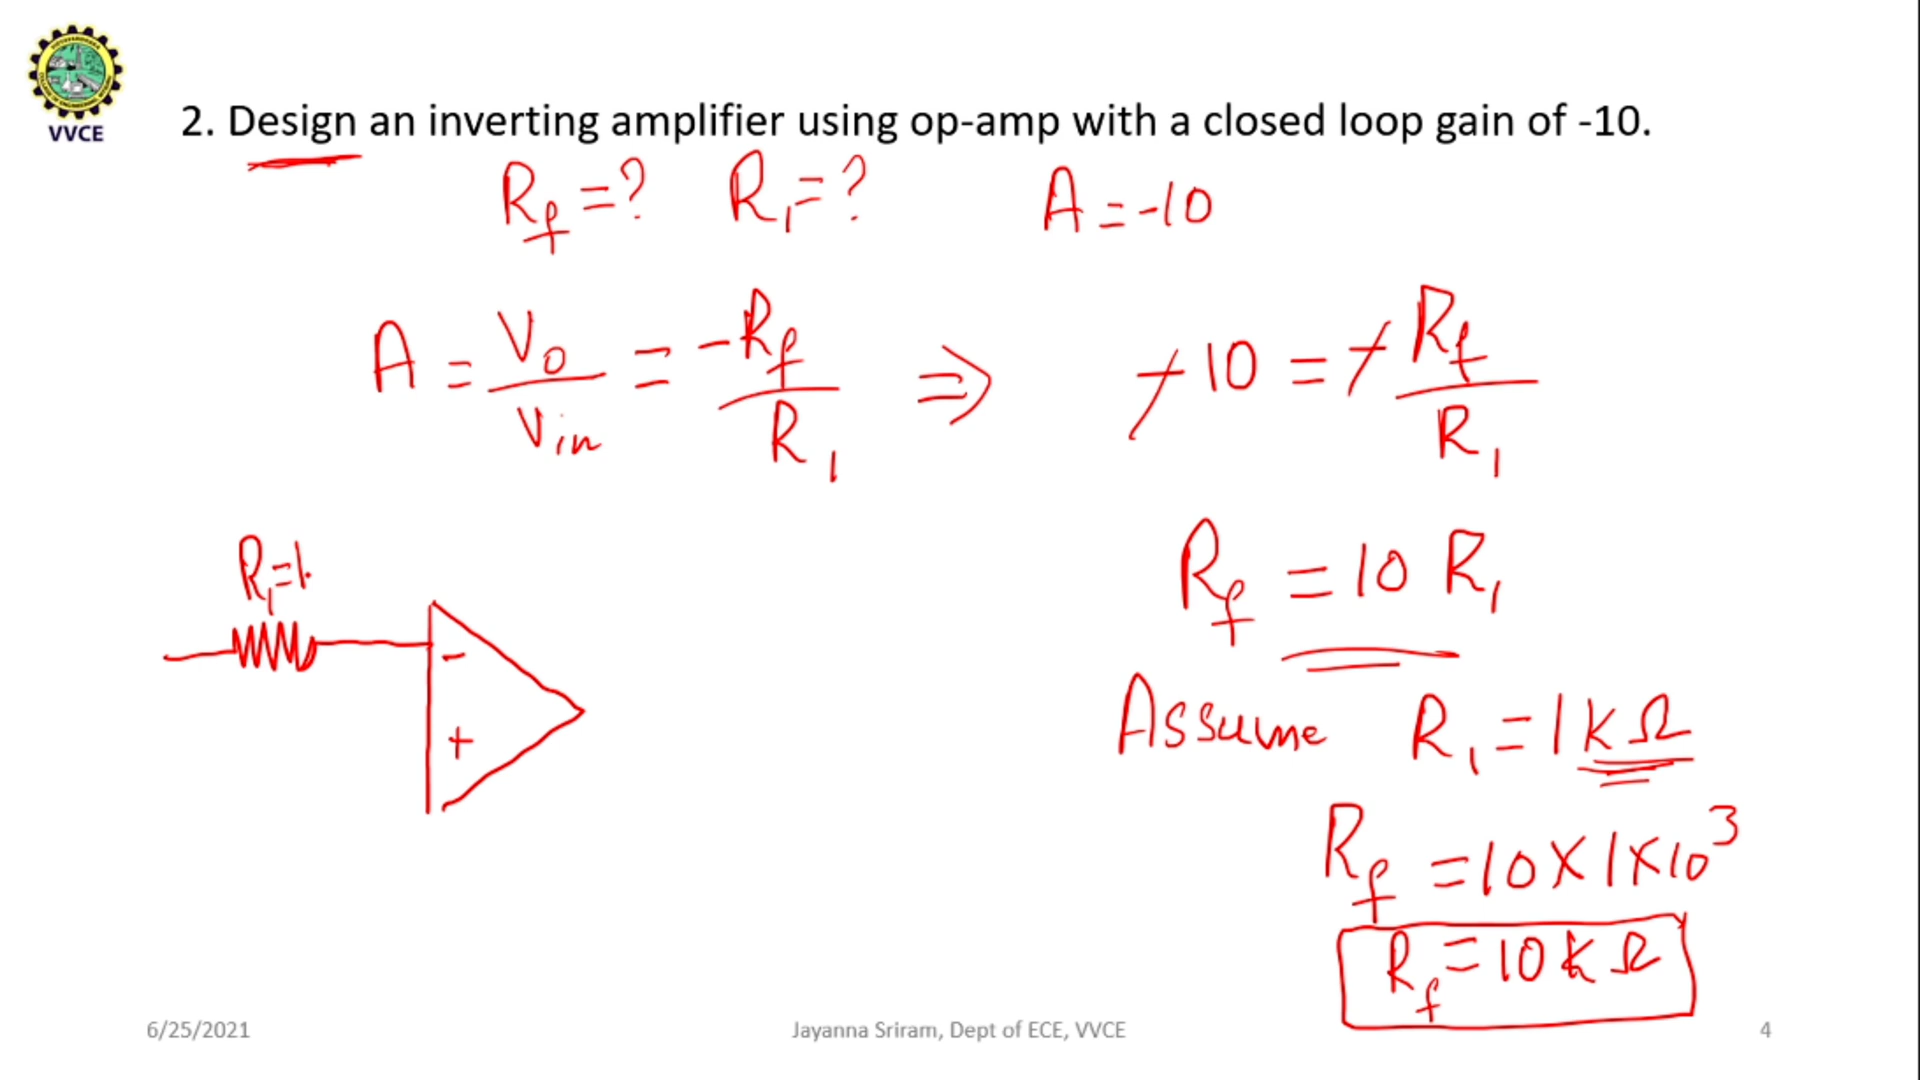 VVCE
2. Design an inverting amplifier using op-amp with a closed loop gain of -10.
Rf = ? R1 = ? A = -10
A = Vo/Vin = -Rf/R1 ⇒ -10 = -Rf/R1
Rf = 10 R1
Assume R1 = 1kΩ
Rf = 10 X 1 X 10³
Rf = 10kΩ
R1=1
-
+
6/25/2021 Jayanna Sriram, Dept of ECE, VVCE 4